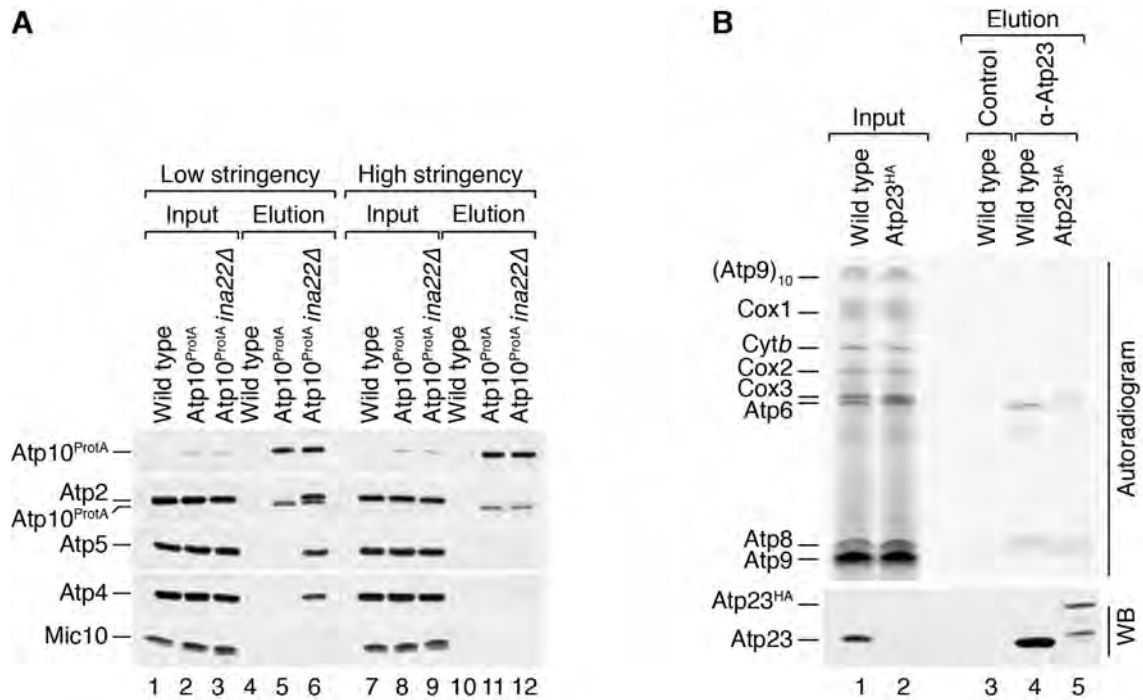 A
Low stringency
High stringency
Input
Elution
Input
Elution
Wild type
Atp10ᴾʳᵒᵗᴬ
Atp10ᴾʳᵒᵗᴬ ina22Δ
Wild type
Atp10ᴾʳᵒᵗᴬ
Atp10ᴾʳᵒᵗᴬ ina22Δ
Wild type
Atp10ᴾʳᵒᵗᴬ
Atp10ᴾʳᵒᵗᴬ ina22Δ
Wild type
Atp10ᴾʳᵒᵗᴬ
Atp10ᴾʳᵒᵗᴬ ina22Δ
Atp10ᴾʳᵒᵗᴬ
Atp2
Atp10ᴾʳᵒᵗᴬ
Atp5
Atp4
Mic10
1 2 3 4 5 6 7 8 9 10 11 12
B
Elution
Input
Control
α-Atp23
Wild type
Atp23ᴴᴬ
Wild type
Wild type
Atp23ᴴᴬ
(Atp9)₁₀
Cox1
Cytb
Cox2
Cox3
Atp6
Atp8
Atp9
Autoradiogram
Atp23ᴴᴬ
Atp23
WB
1 2 3 4 5